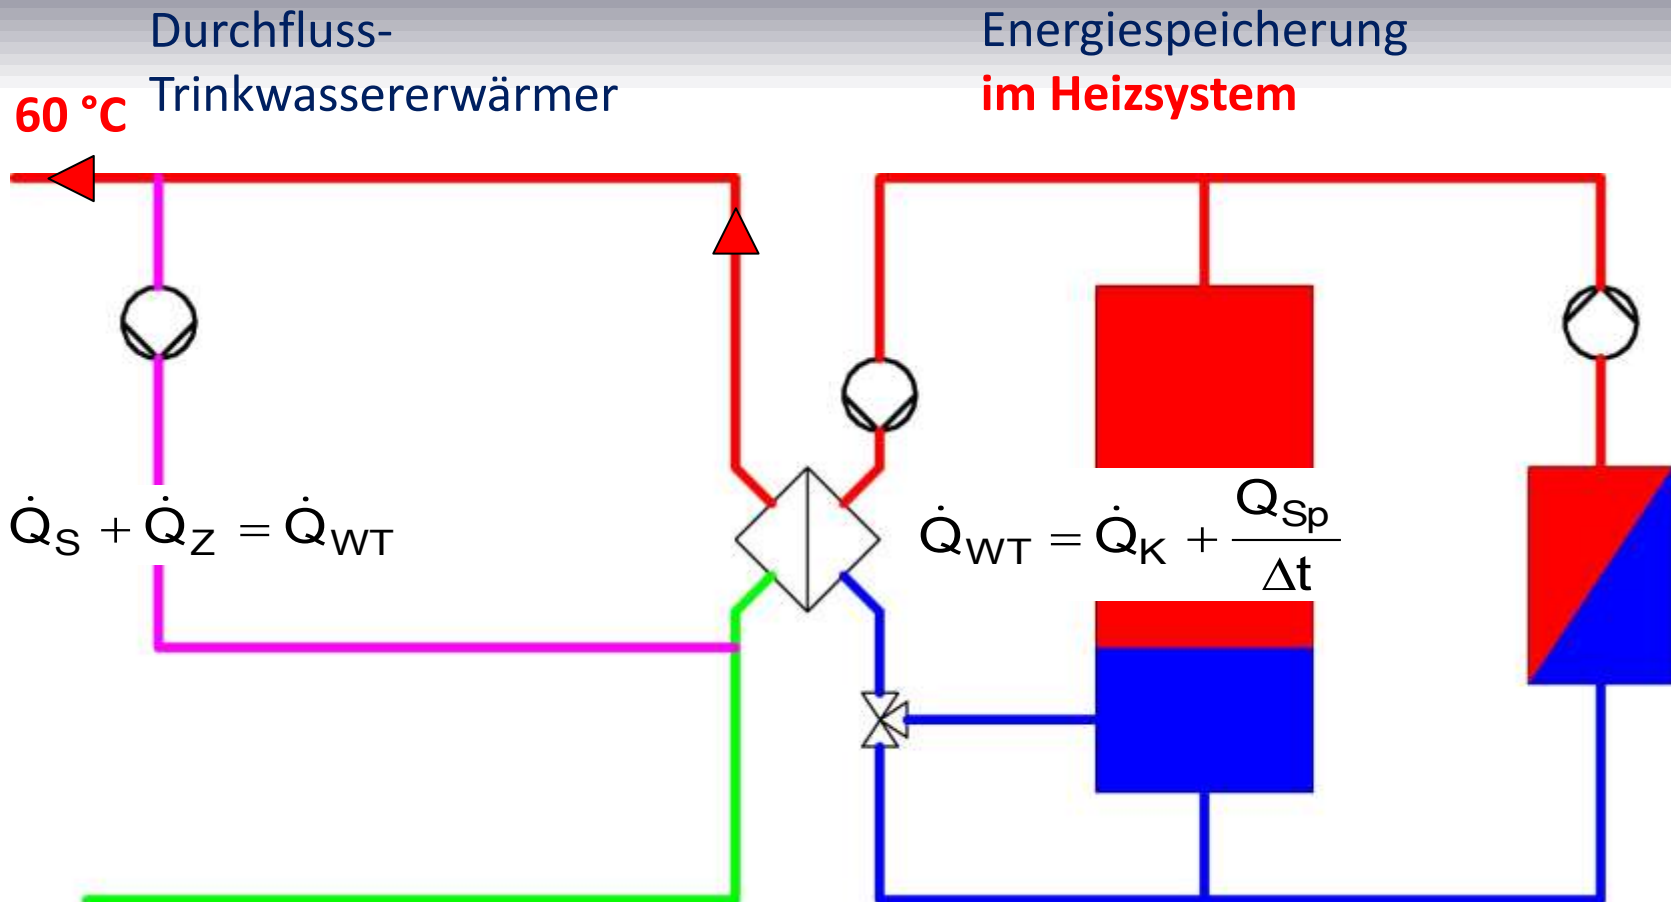 Durchfluss-
Trinkwassererwärmer
Energiespeicherung
im Heizsystem
60 °C
Q̇S + Q̇Z = Q̇WT
Q̇WT = Q̇K + QSp / Δt